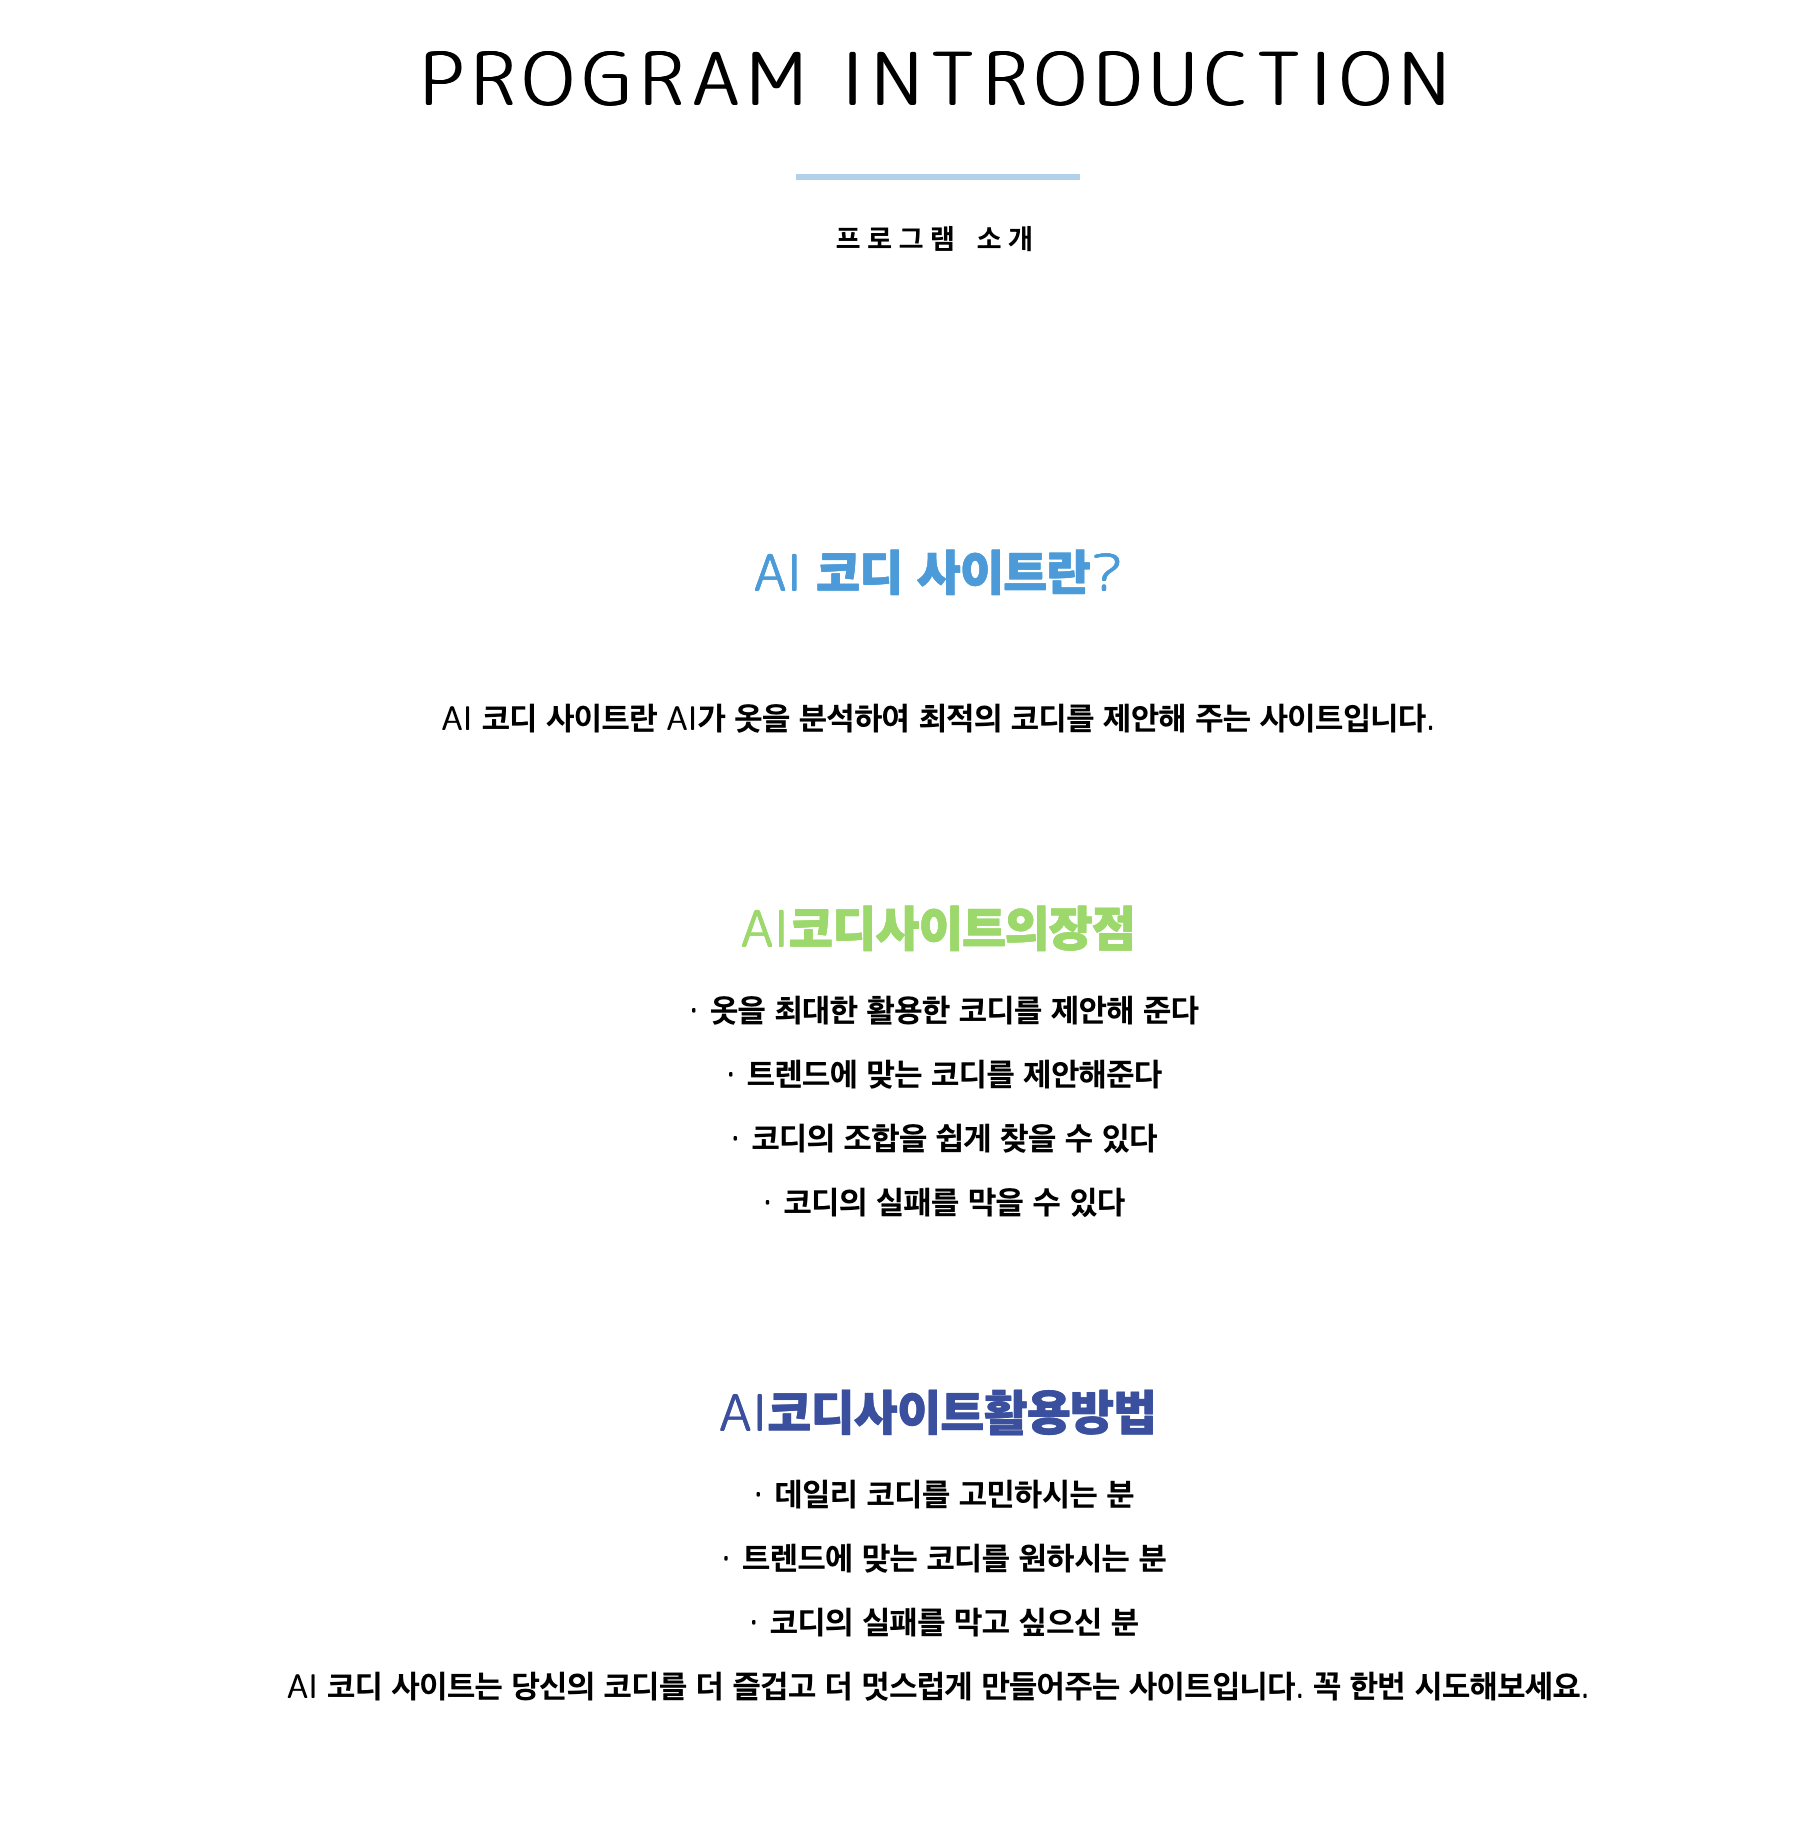 PROGRAM INTRODUCTION
프로그램 소개
AI 코디 사이트란?
AI 코디 사이트란 AI가 옷을 분석하여 최적의 코디를 제안해 주는 사이트입니다.
AI코디사이트의장점
· 옷을 최대한 활용한 코디를 제안해 준다
· 트렌드에 맞는 코디를 제안해준다
· 코디의 조합을 쉽게 찾을 수 있다
· 코디의 실패를 막을 수 있다
AI코디사이트활용방법
· 데일리 코디를 고민하시는 분
· 트렌드에 맞는 코디를 원하시는 분
· 코디의 실패를 막고 싶으신 분
AI 코디 사이트는 당신의 코디를 더 즐겁고 더 멋스럽게 만들어주는 사이트입니다. 꼭 한번 시도해보세요.